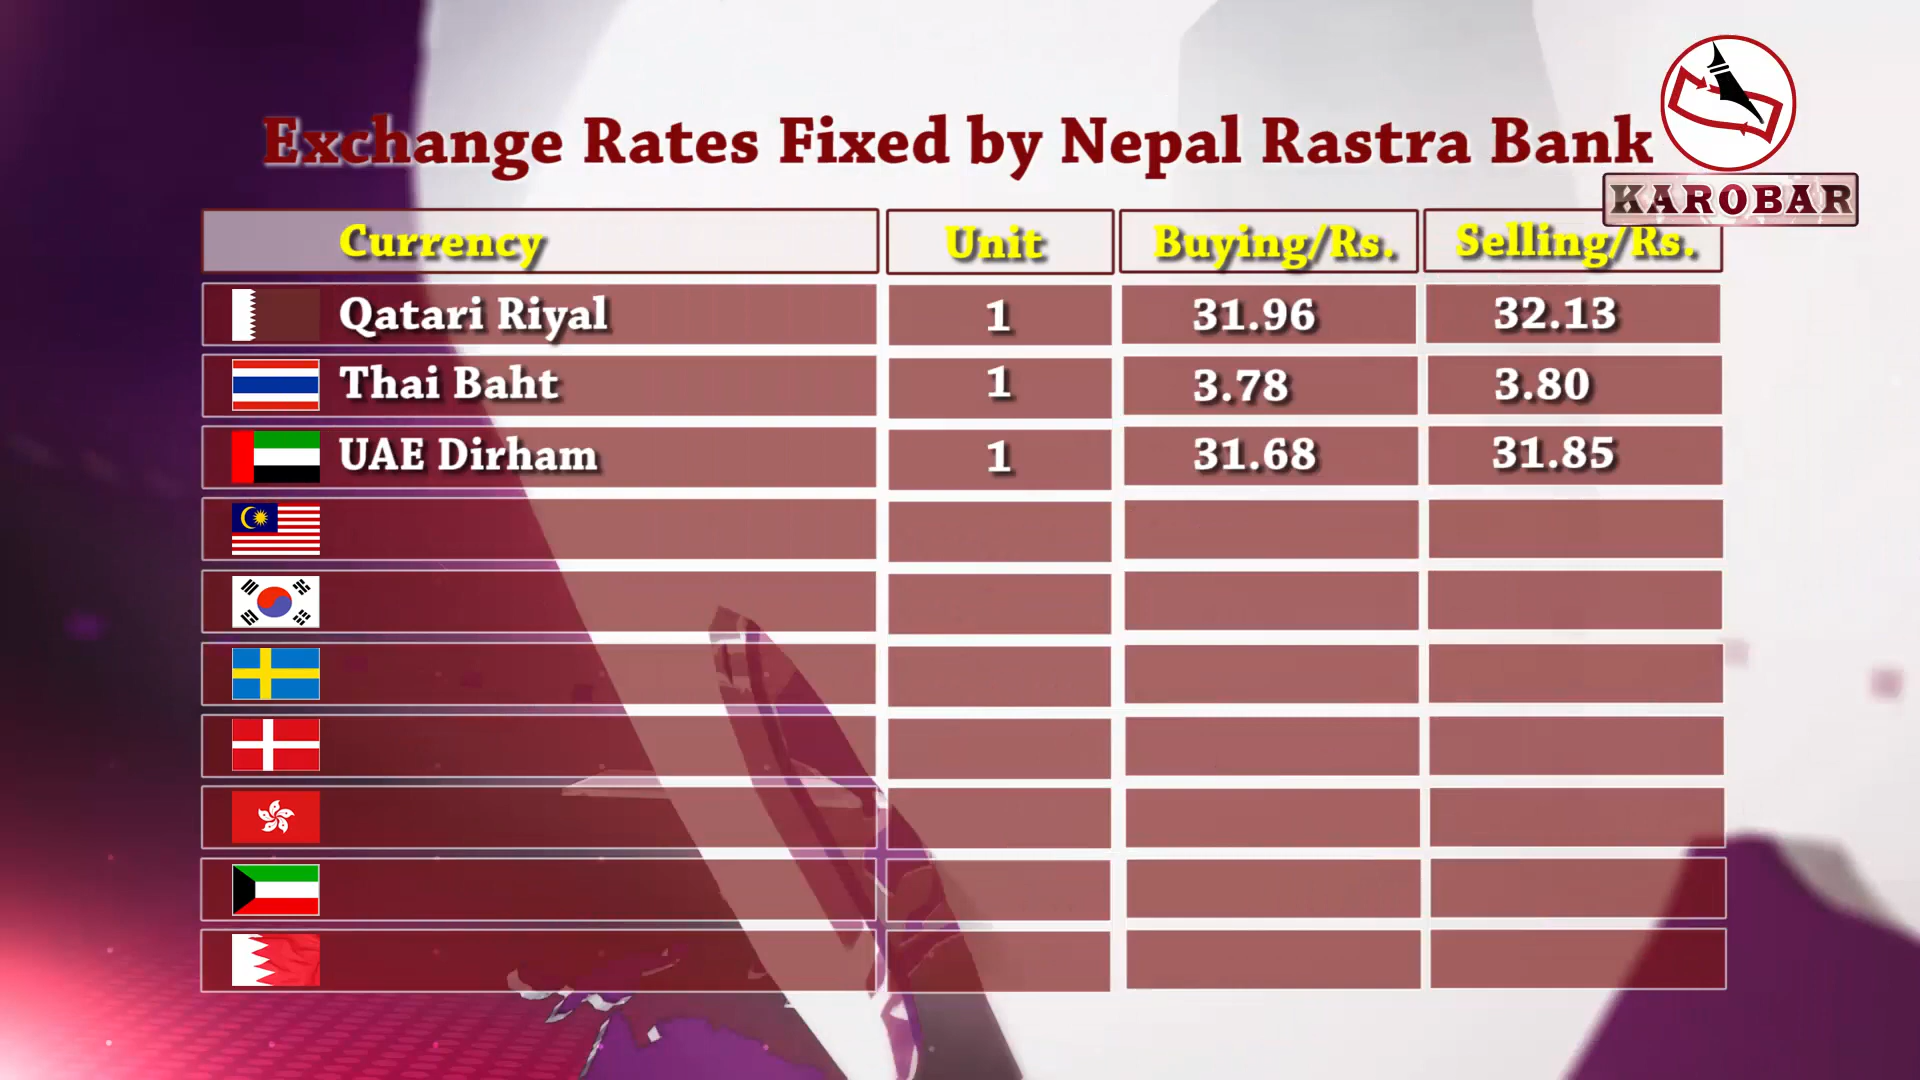 Exchange Rates Fixed by Nepal Rastra Bank
KAROBAR
Currency Unit Buying/Rs. Selling/Rs.
Qatari Riyal 1 31.96 32.13
Thai Baht 1 3.78 3.80
UAE Dirham 1 31.68 31.85